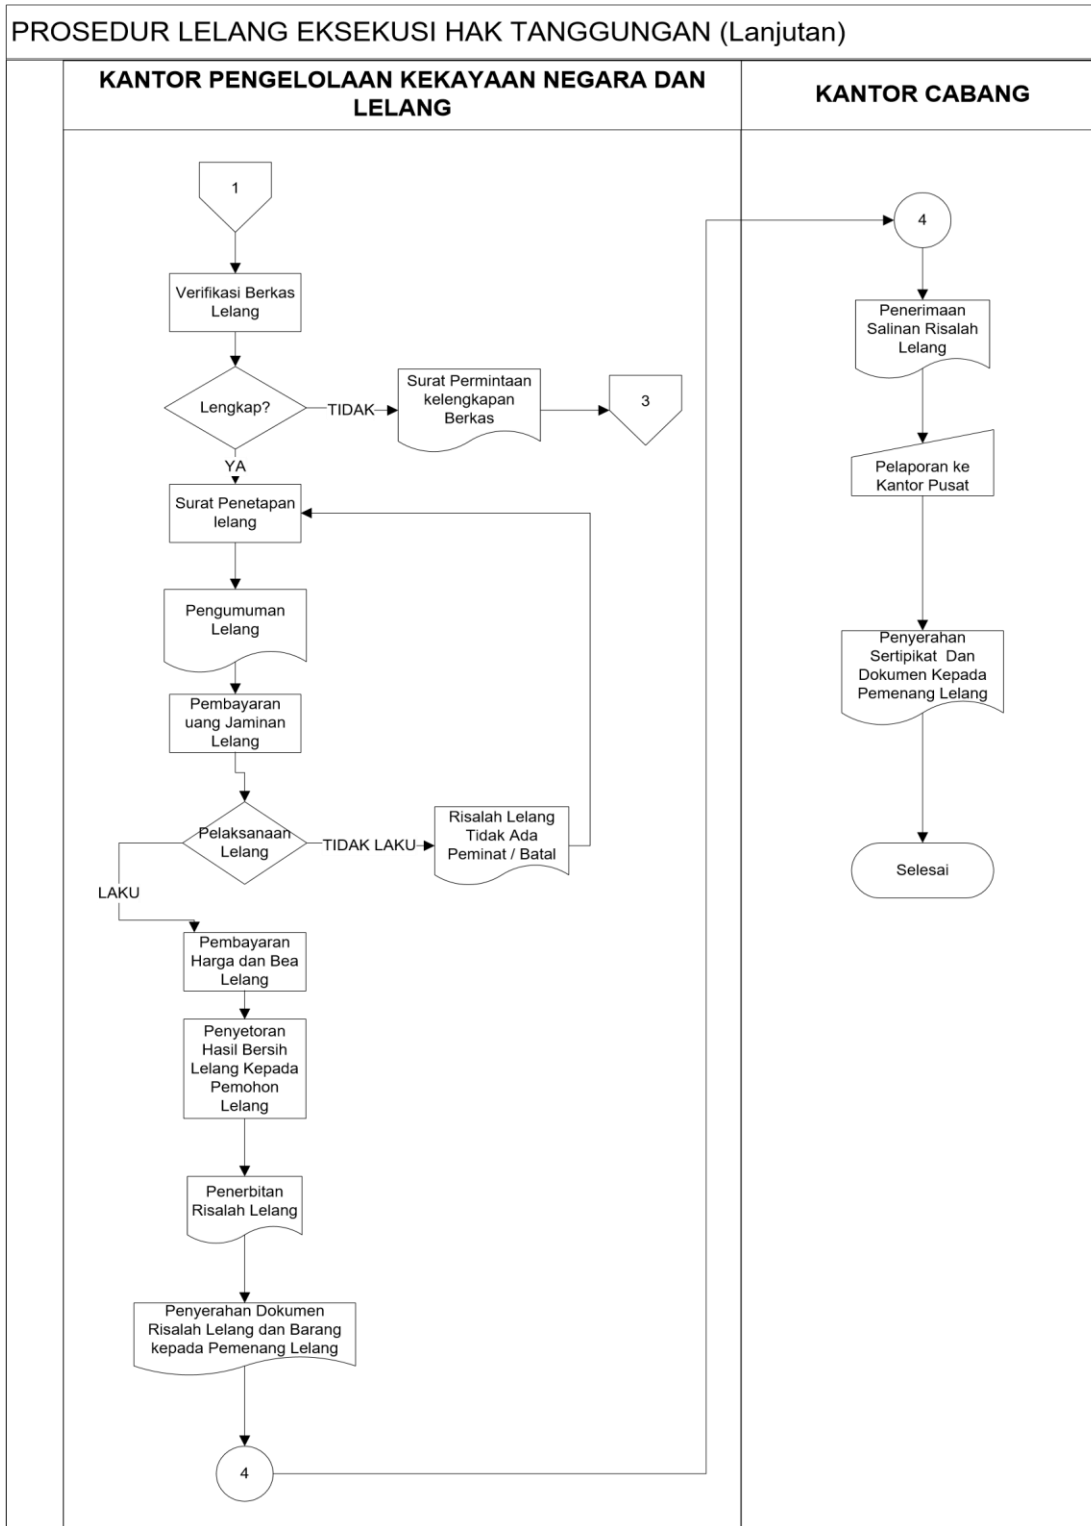 PROSEDUR LELANG EKSEKUSI HAK TANGGUNGAN (Lanjutan)
KANTOR PENGELOLAAN KEKAYAAN NEGARA DAN
LELANG
1
Verifikasi Berkas
Lelang
Lengkap?
TIDAK
Surat Permintaan
kelengkapan
Berkas
3
YA
Surat Penetapan
lelang
Pengumuman
Lelang
Pembayaran
uang Jaminan
Lelang
Pelaksanaan
Lelang
TIDAK LAKU
Risalah Lelang
Tidak Ada
Peminat / Batal
LAKU
Pembayaran
Harga dan Bea
Lelang
Penyetoran
Hasil Bersih
Lelang Kepada
Pemohon
Lelang
Penerbitan
Risalah Lelang
Penyerahan Dokumen
Risalah Lelang dan Barang
kepada Pemenang Lelang
4
KANTOR CABANG
4
Penerimaan
Salinan Risalah
Lelang
Pelaporan ke
Kantor Pusat
Penyerahan
Sertipikat Dan
Dokumen Kepada
Pemenang Lelang
Selesai